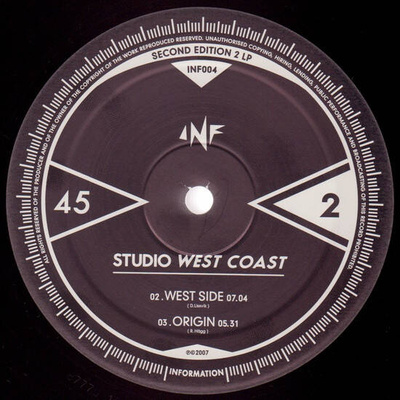 ALL RIGHTS RESERVED OF THE PRODUCER AND OF THE OWNER OF THE COPYRIGHT OF THE WORK REPRODUCED RESERVED. UNAUTHORISED COPYING, HIRING, LENDING, PUBLIC PERFORMANCE AND BROADCASTING OF THIS RECORD PROHIBITED.
SECOND EDITION 2 LP
INF004
INF
45
2
STUDIO WEST COAST
02. WEST SIDE 07.04
( D.Lissvik )
03. ORIGIN 05.31
( R.Hägg )
℗©2007
INFORMATION